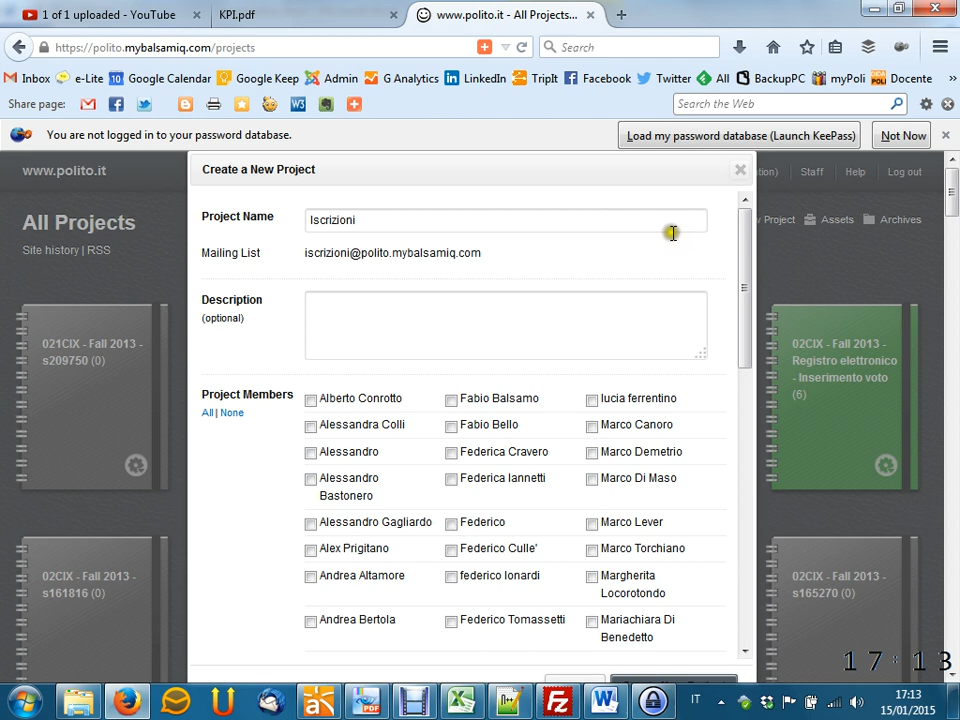 1 of 1 uploaded - YouTube
KPI.pdf
www.polito.it - All Projects...
https://polito.mybalsamiq.com/projects
Search
Inbox e-Lite 10 Google Calendar Google Keep Admin G Analytics LinkedIn TripIt Facebook Twitter All BackupPC myPoli Docente
Share page:
Search the Web
You are not logged in to your password database.
Load my password database (Launch KeePass)
Not Now
www.polito.it
Staff Help Log out
All Projects
Site history | RSS
Project Assets Archives
Create a New Project
Project Name
Iscrizioni
Mailing List
iscrizioni@polito.mybalsamiq.com
Description
(optional)
Project Members
All | None
Alberto Conrotto Fabio Balsamo lucia ferrentino
Alessandra Colli Fabio Bello Marco Canoro
Alessandro Federica Cravero Marco Demetrio
Alessandro Bastonero Federica Iannetti Marco Di Maso
Alessandro Gagliardo Federico Marco Lever
Alex Prigitano Federico Culle' Marco Torchiano
Andrea Altamore federico lonardi Margherita Locorotondo
Andrea Bertola Federico Tomassetti Mariachiara Di Benedetto
021CIX - Fall 2013 -
s209750 (0)
02CIX - Fall 2013 -
Registro elettronico
- Inserimento voto
(6)
02CIX - Fall 2013 -
s161816 (0)
02CIX - Fall 2013 -
s165270 (0)
17:13
IT
17:13
15/01/2015